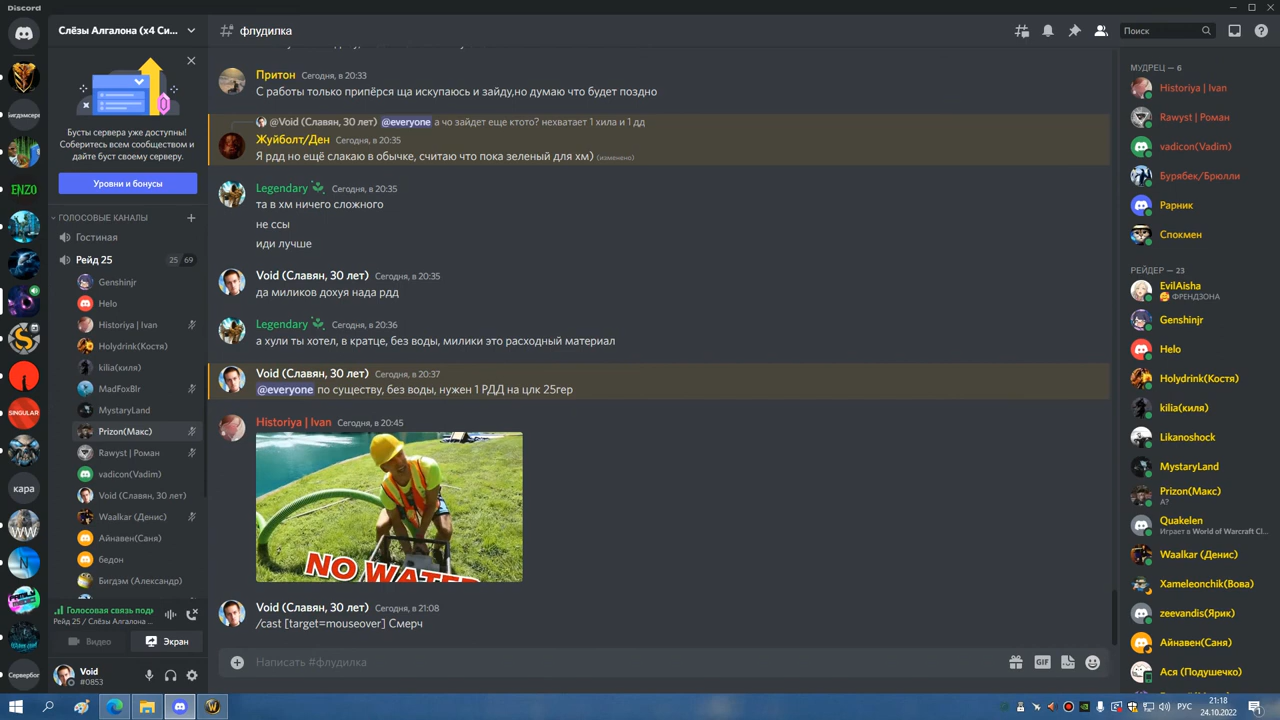 Discord
Слёзы Алгалона (x4 Си...
флудилка
Поиск
Бусты сервера уже доступны!
Соберитесь всем сообществом и
дайте буст своему серверу.
Уровни и бонусы
ГОЛОСОВЫЕ КАНАЛЫ
Гостиная
Рейд 25
25 69
Genshinjr
Helo
Historiya | Ivan
Holydrink(Костя)
kilia(киля)
MadFoxBlr
MystaryLand
Prizon(Макс)
Rawyst | Роман
vadicon(Vadim)
Void (Славян, 30 лет)
Waalkar (Денис)
Айнавен(Саня)
бедон
Бигдэм (Александр)
Голосовая связь подк
Рейд 25 / Слёзы Алгалона ...
Видео
Экран
Void
#0853
Притон Сегодня, в 20:33
С работы только припёрся ща искупаюсь и зайду,но думаю что будет поздно
@Void (Славян, 30 лет) @everyone а чо зайдет еще ктото? нехватает 1 хила и 1 дд
Жуйболт/Ден Сегодня, в 20:35
Я рдд но ещё слакаю в обычке, считаю что пока зеленый для хм) (изменено)
Legendary Сегодня, в 20:35
та в хм ничего сложного
не ссы
иди лучше
Void (Славян, 30 лет) Сегодня, в 20:35
да миликов дохуя нада рдд
Legendary Сегодня, в 20:36
а хули ты хотел, в кратце, без воды, милики это расходный материал
Void (Славян, 30 лет) Сегодня, в 20:37
@everyone по существу, без воды, нужен 1 РДД на цлк 25гер
Historiya | Ivan Сегодня, в 20:45
NO WATER
Void (Славян, 30 лет) Сегодня, в 21:08
/cast [target=mouseover] Смерч
Написать #флудилка
GIF
МУДРЕЦ — 6
Historiya | Ivan
Rawyst | Роман
vadicon(Vadim)
Бурябек/Брюлли
Рарник
Спокмен
РЕЙДЕР — 23
EvilAisha
ФРЕНДЗОНА
Genshinjr
Helo
Holydrink(Костя)
kilia(киля)
Likanoshock
MystaryLand
Prizon(Макс)
А?
Quakelen
Играет в World of Warcraft Cl...
Waalkar (Денис)
Xameleonchik(Вова)
zeevandis(Ярик)
Айнавен(Саня)
Ася (Подушечко)
бигдэмсерв
ENZO
SINGULAR
кара
WW
N
Сервербог
РУС
21:18
24.10.2022